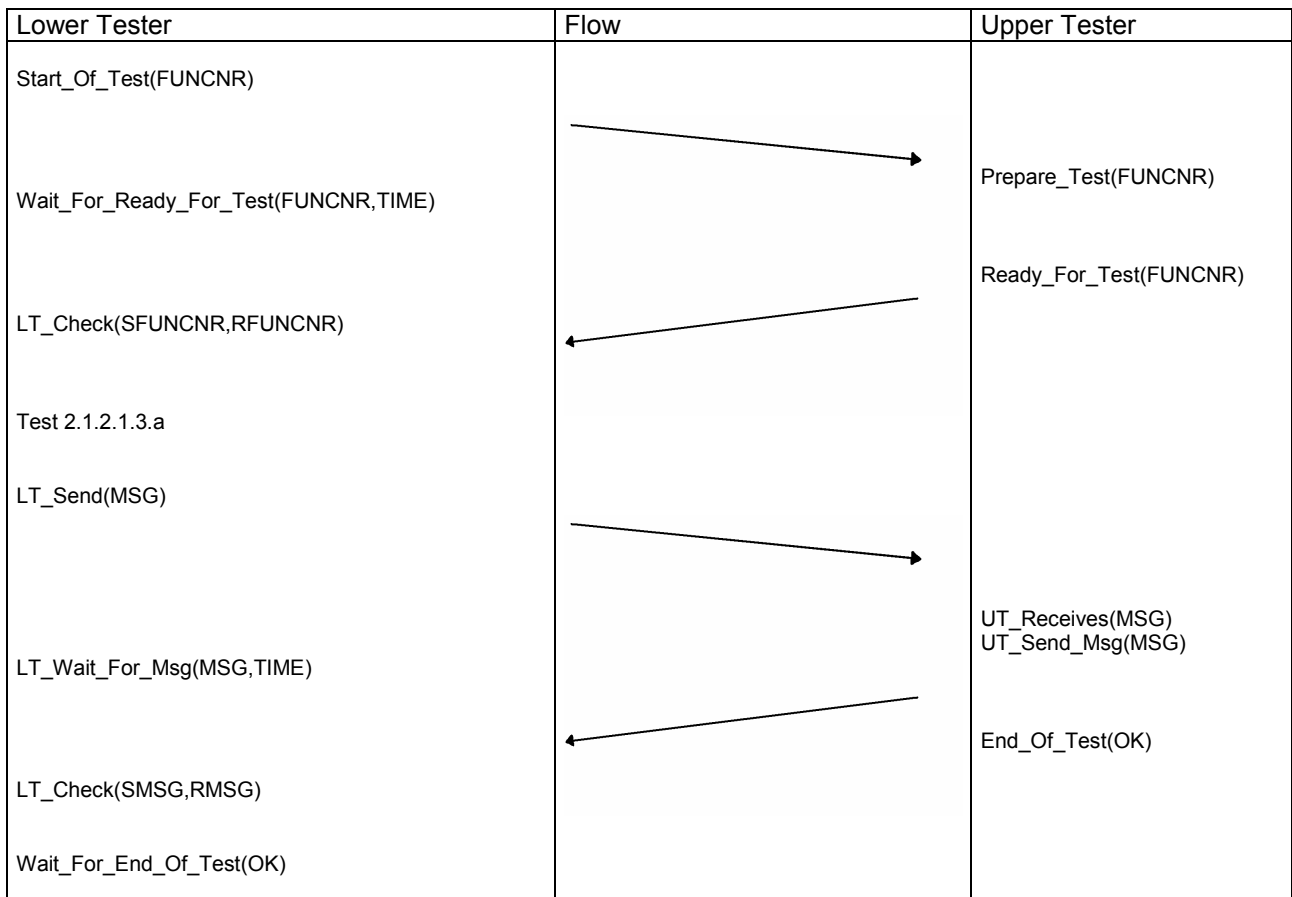 Lower Tester
Flow
Upper Tester
Start_Of_Test(FUNCNR)
Prepare_Test(FUNCNR)
Wait_For_Ready_For_Test(FUNCNR,TIME)
Ready_For_Test(FUNCNR)
LT_Check(SFUNCNR,RFUNCNR)
Test 2.1.2.1.3.a
LT_Send(MSG)
UT_Receives(MSG)
UT_Send_Msg(MSG)
LT_Wait_For_Msg(MSG,TIME)
End_Of_Test(OK)
LT_Check(SMSG,RMSG)
Wait_For_End_Of_Test(OK)